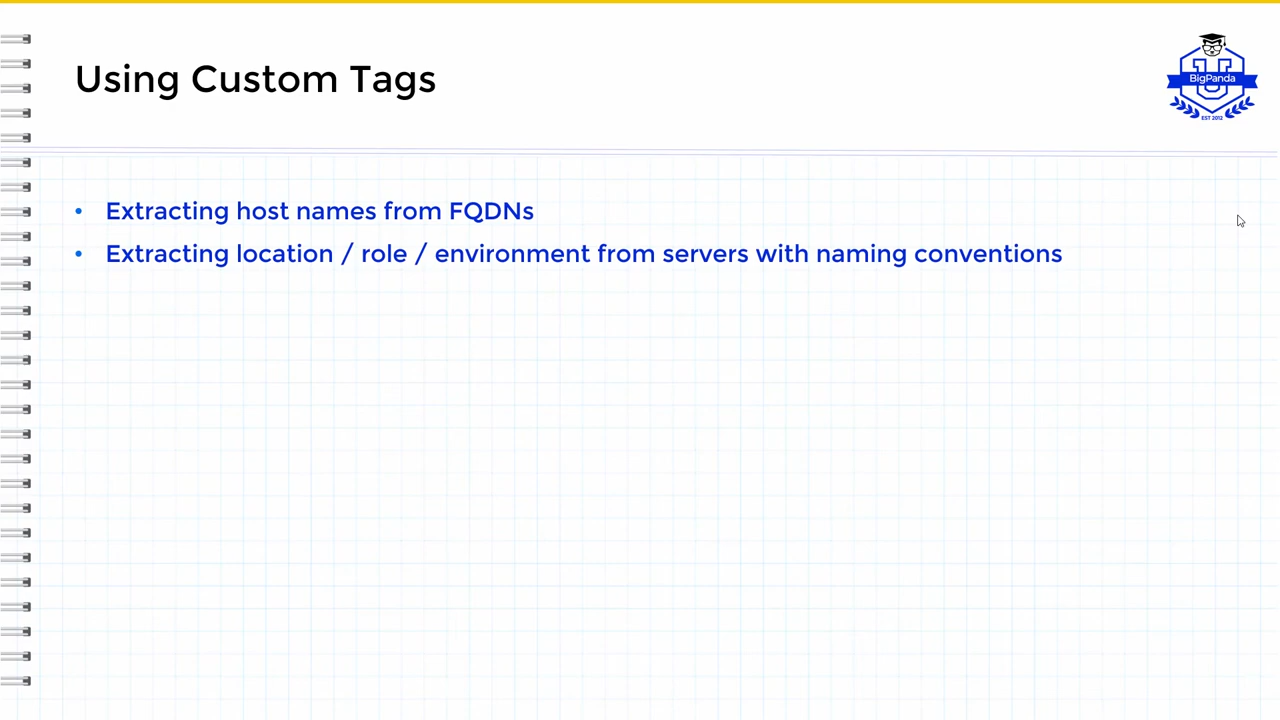 Using Custom Tags
U
BigPanda
EST 2012
• Extracting host names from FQDNs
• Extracting location / role / environment from servers with naming conventions